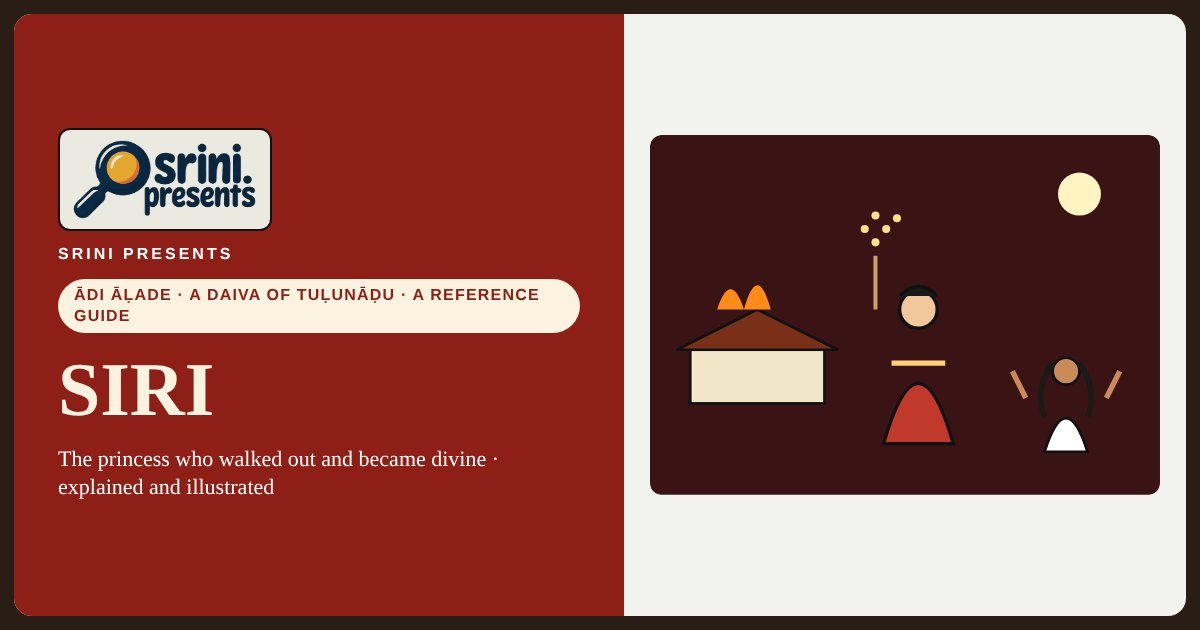 srini.
presents
SRINI PRESENTS
ĀDI ĀḶADE · A DAIVA OF TUḶUNĀḌU · A REFERENCE
GUIDE
SIRI
The princess who walked out and became divine ·
explained and illustrated